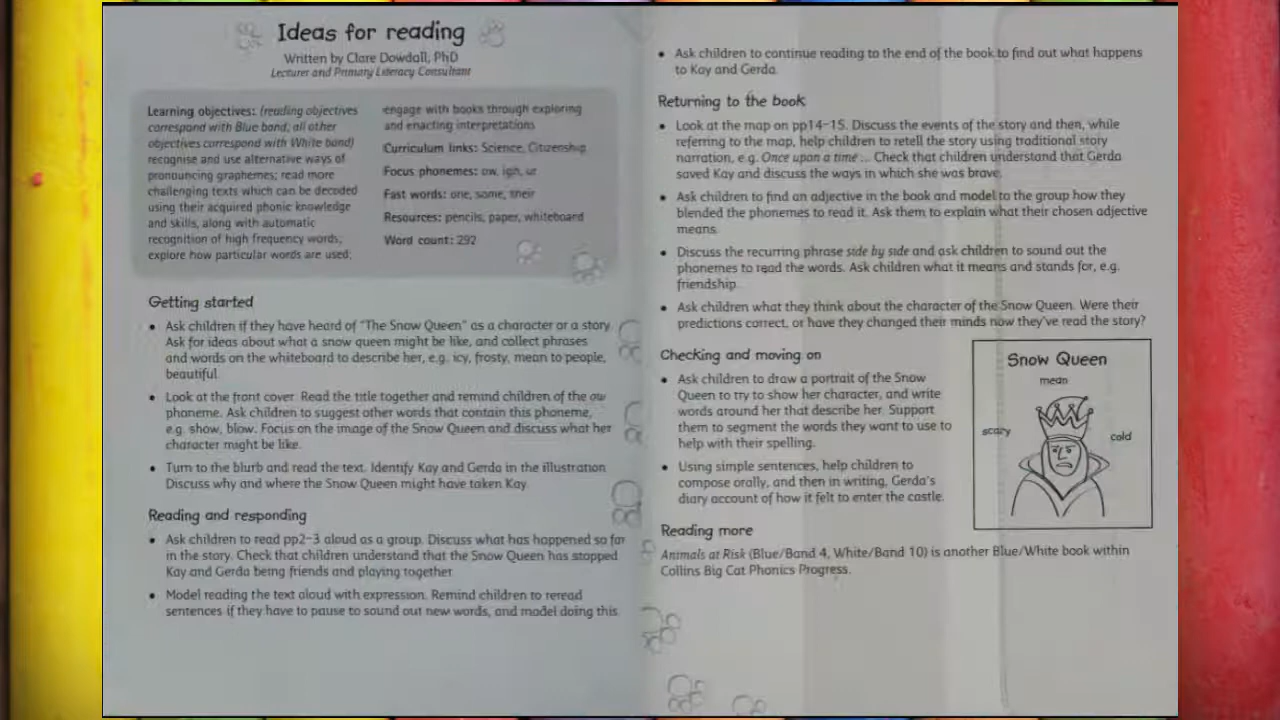 Ideas for reading
Written by Clare Dowdall, PhD
Lecturer and Primary Literacy Consultant
Learning objectives: (reading objectives
correspond with Blue band; all other
objectives correspond with White band)
recognise and use alternative ways of
pronouncing graphemes; read more
challenging texts which can be decoded
using their acquired phonic knowledge
and skills, along with automatic
recognition of high frequency words;
explore how particular words are used;
engage with books through exploring
and enacting interpretations
Curriculum links: Science, Citizenship
Focus phonemes: ow, igh, ur
Fast words: one, some, their
Resources: pencils, paper, whiteboard
Word count: 292
Getting started
• Ask children if they have heard of “The Snow Queen” as a character or a story.
Ask for ideas about what a snow queen might be like, and collect phrases
and words on the whiteboard to describe her, e.g. icy, frosty, mean to people,
beautiful.
• Look at the front cover. Read the title together and remind children of the ow
phoneme. Ask children to suggest other words that contain this phoneme,
e.g. show, blow. Focus on the image of the Snow Queen and discuss what her
character might be like.
• Turn to the blurb and read the text. Identify Kay and Gerda in the illustration.
Discuss why and where the Snow Queen might have taken Kay.
Reading and responding
• Ask children to read pp2–3 aloud as a group. Discuss what has happened so far
in the story. Check that children understand that the Snow Queen has stopped
Kay and Gerda being friends and playing together.
• Model reading the text aloud with expression. Remind children to reread
sentences if they have to pause to sound out new words, and model doing this.
• Ask children to continue reading to the end of the book to find out what happens
to Kay and Gerda.
Returning to the book
• Look at the map on pp14–15. Discuss the events of the story and then, while
referring to the map, help children to retell the story using traditional story
narration, e.g. Once upon a time ... Check that children understand that Gerda
saved Kay and discuss the ways in which she was brave.
• Ask children to find an adjective in the book and model to the group how they
blended the phonemes to read it. Ask them to explain what their chosen adjective
means.
• Discuss the recurring phrase side by side and ask children to sound out the
phonemes to read the words. Ask children what it means and stands for, e.g.
friendship.
• Ask children what they think about the character of the Snow Queen. Were their
predictions correct, or have they changed their minds now they've read the story?
Checking and moving on
• Ask children to draw a portrait of the Snow
Queen to try to show her character, and write
words around her that describe her. Support
them to segment the words they want to use to
help with their spelling.
• Using simple sentences, help children to
compose orally, and then in writing, Gerda's
diary account of how it felt to enter the castle.
Snow Queen
mean
scary
cold
Reading more
Animals at Risk (Blue/Band 4, White/Band 10) is another Blue/White book within
Collins Big Cat Phonics Progress.